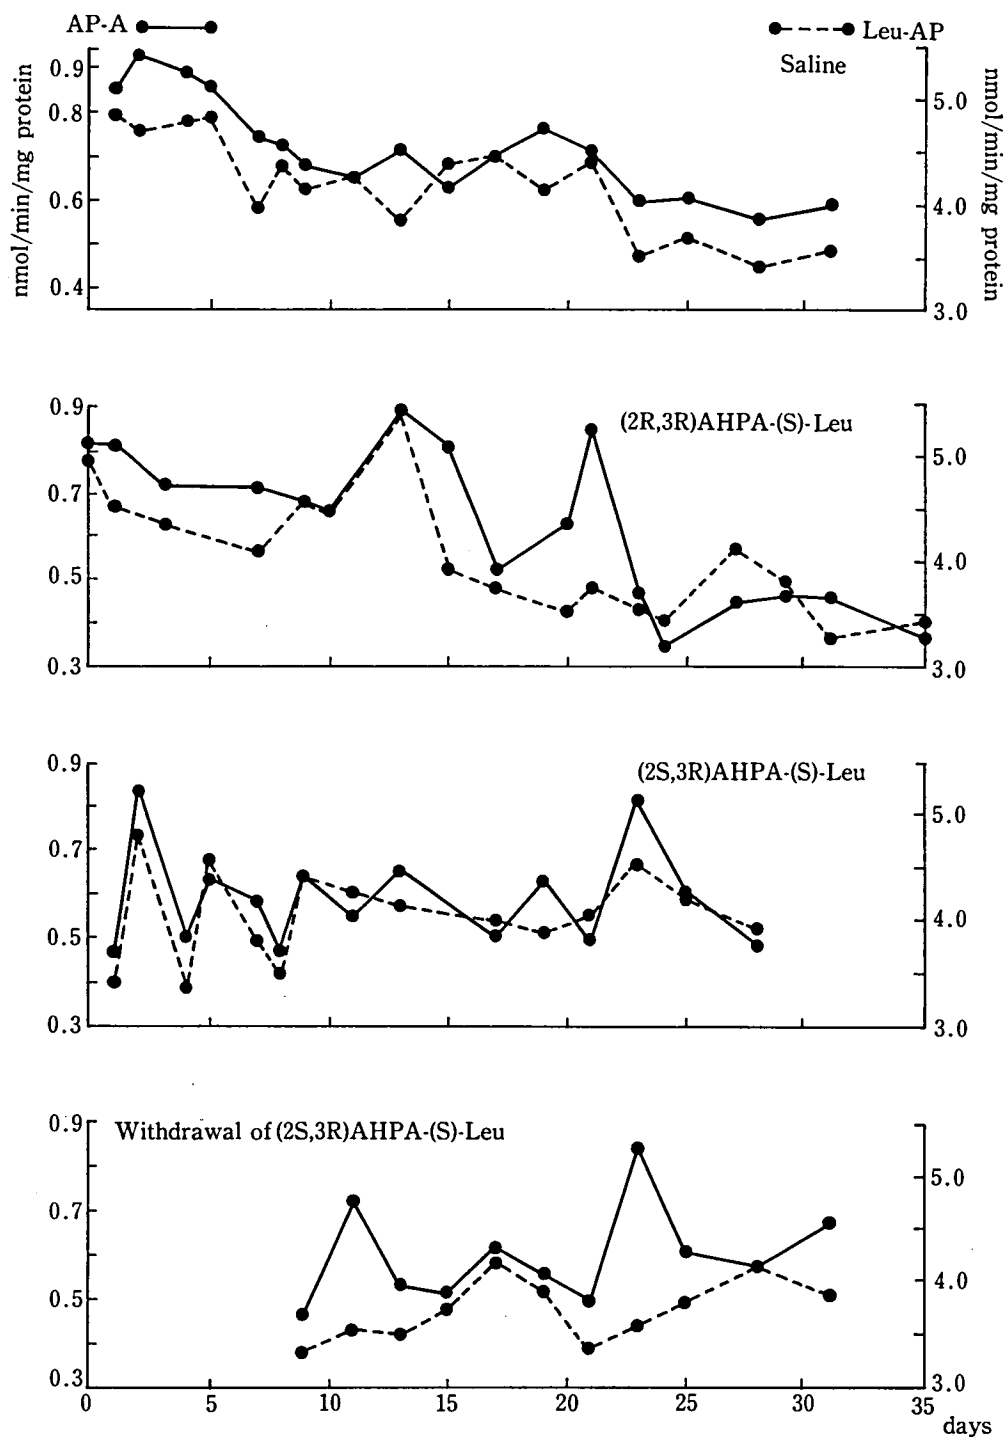 AP-A
Leu-AP
Saline
nmol/min/mg protein
0.9
0.8
0.6
0.4
nmol/min/mg protein
5.0
4.0
3.0
(2R,3R)AHPA-(S)-Leu
0.9
0.7
0.5
0.3
5.0
4.0
3.0
(2S,3R)AHPA-(S)-Leu
0.9
0.7
0.5
0.3
5.0
4.0
3.0
Withdrawal of (2S,3R)AHPA-(S)-Leu
0.9
0.7
0.5
0.3
5.0
4.0
3.0
0 5 10 15 20 25 30 35
days